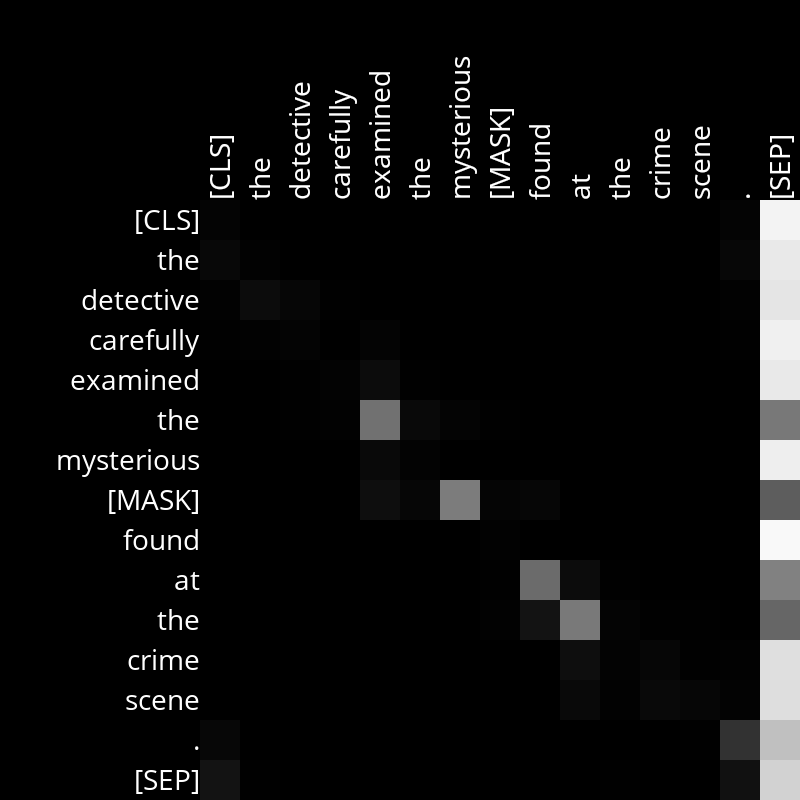 [CLS]
the
detective
carefully
examined
the
mysterious
[MASK]
found
at
the
crime
scene
.
[SEP]
[CLS]
the
detective
carefully
examined
the
mysterious
[MASK]
found
at
the
crime
scene
.
[SEP]